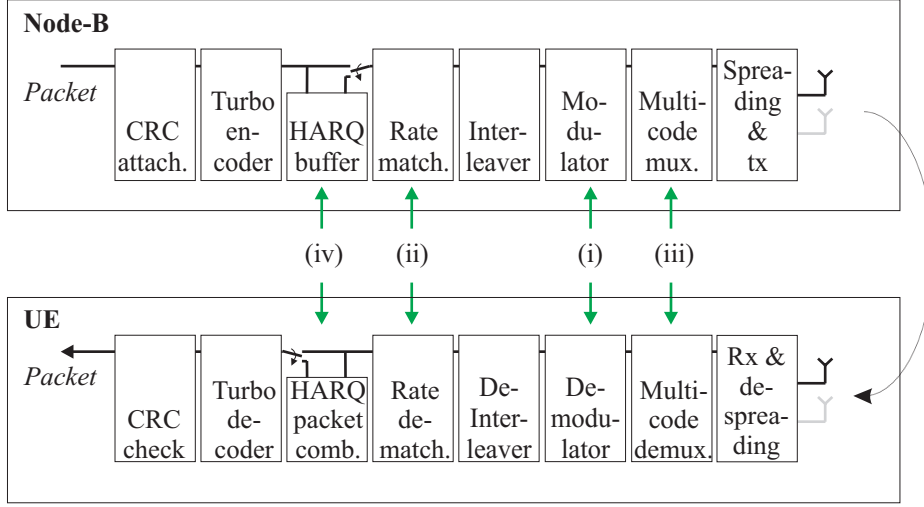 Node-B
Packet
CRC
attach.
Turbo
en-
coder
HARQ
buffer
Rate
match.
Inter-
leaver
Mo-
du-
lator
Multi-
code
mux.
Sprea-
ding
&
tx
(iv)
(ii)
(i)
(iii)
UE
Packet
CRC
check
Turbo
de-
coder
HARQ
packet
comb.
Rate
de-
match.
De-
Inter-
leaver
De-
modu-
lator
Multi-
code
demux.
Rx &
de-
sprea-
ding